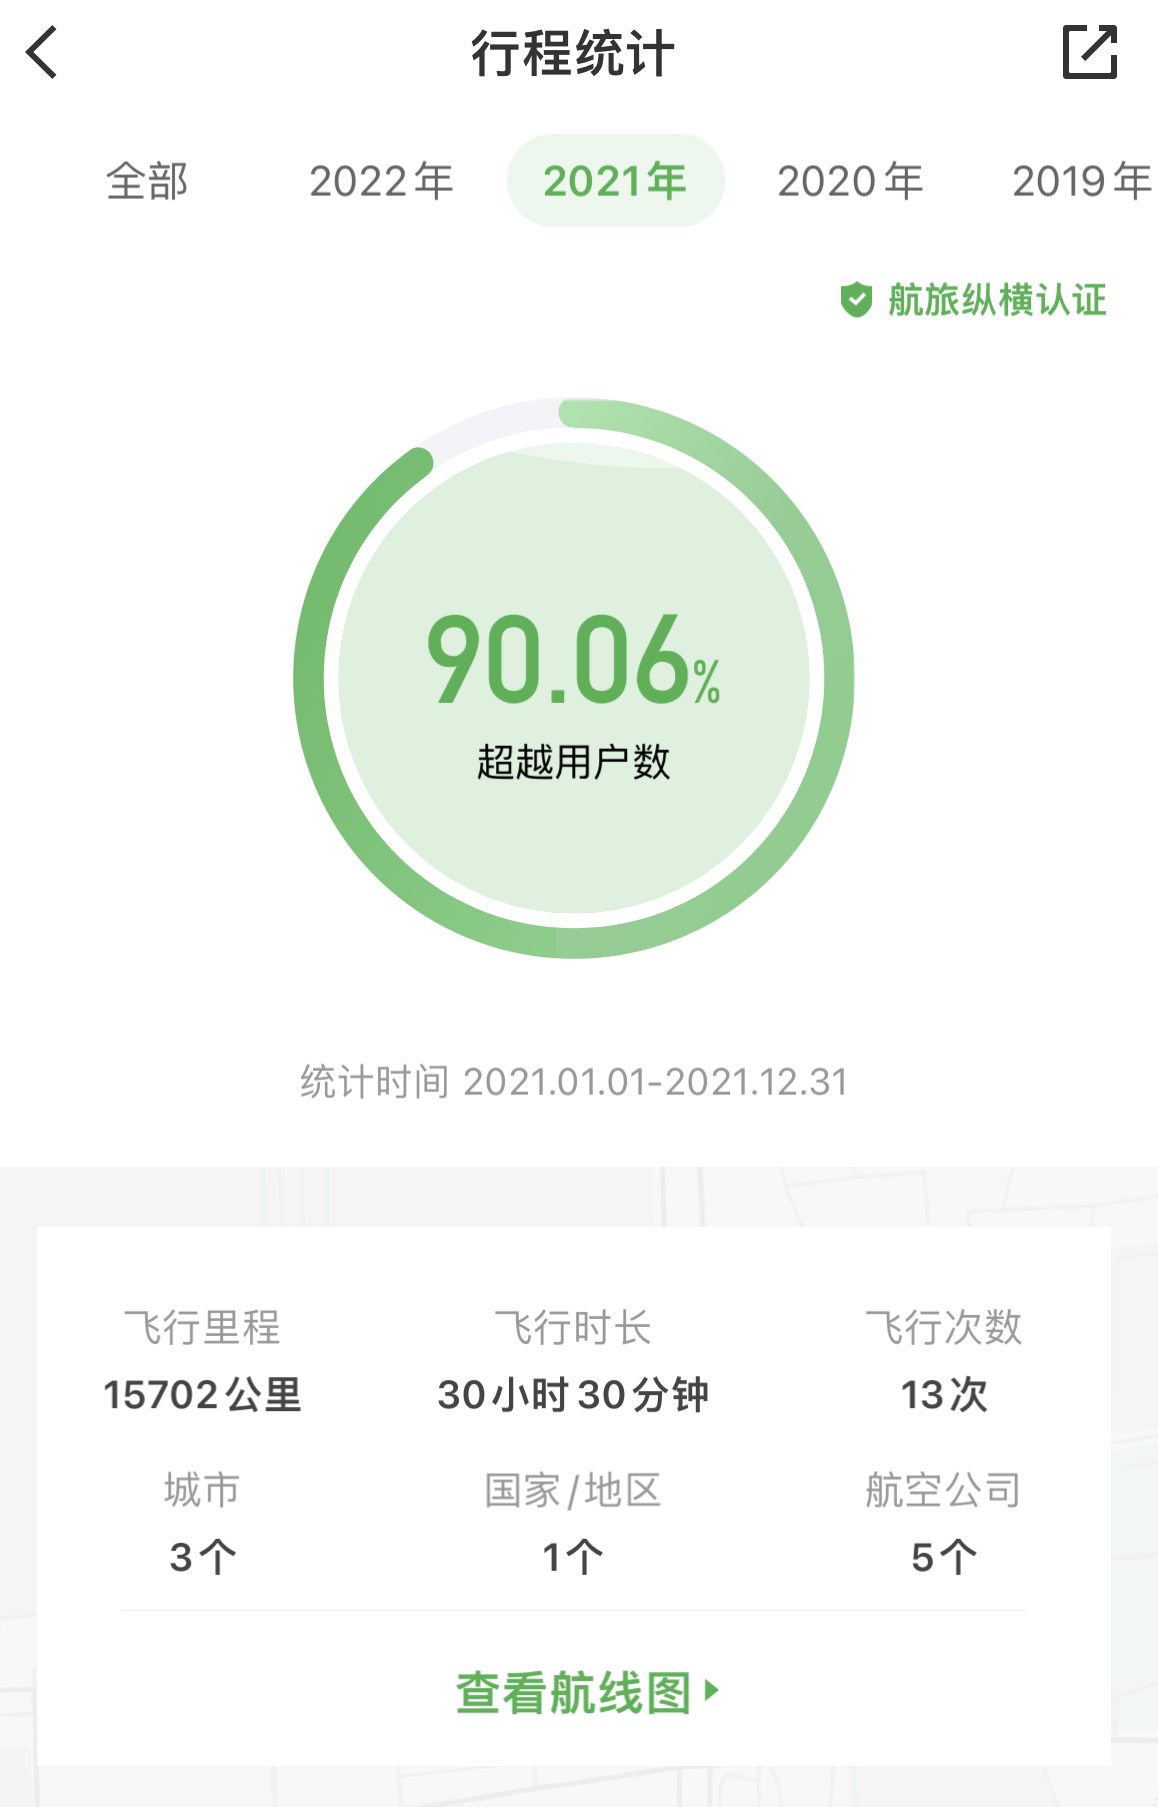 行程统计
全部 2022年 2021年 2020年 2019年
航旅纵横认证
90.06%
超越用户数
统计时间 2021.01.01-2021.12.31
飞行里程 飞行时长 飞行次数
15702公里 30小时30分钟 13次
城市 国家/地区 航空公司
3个 1个 5个
查看航线图